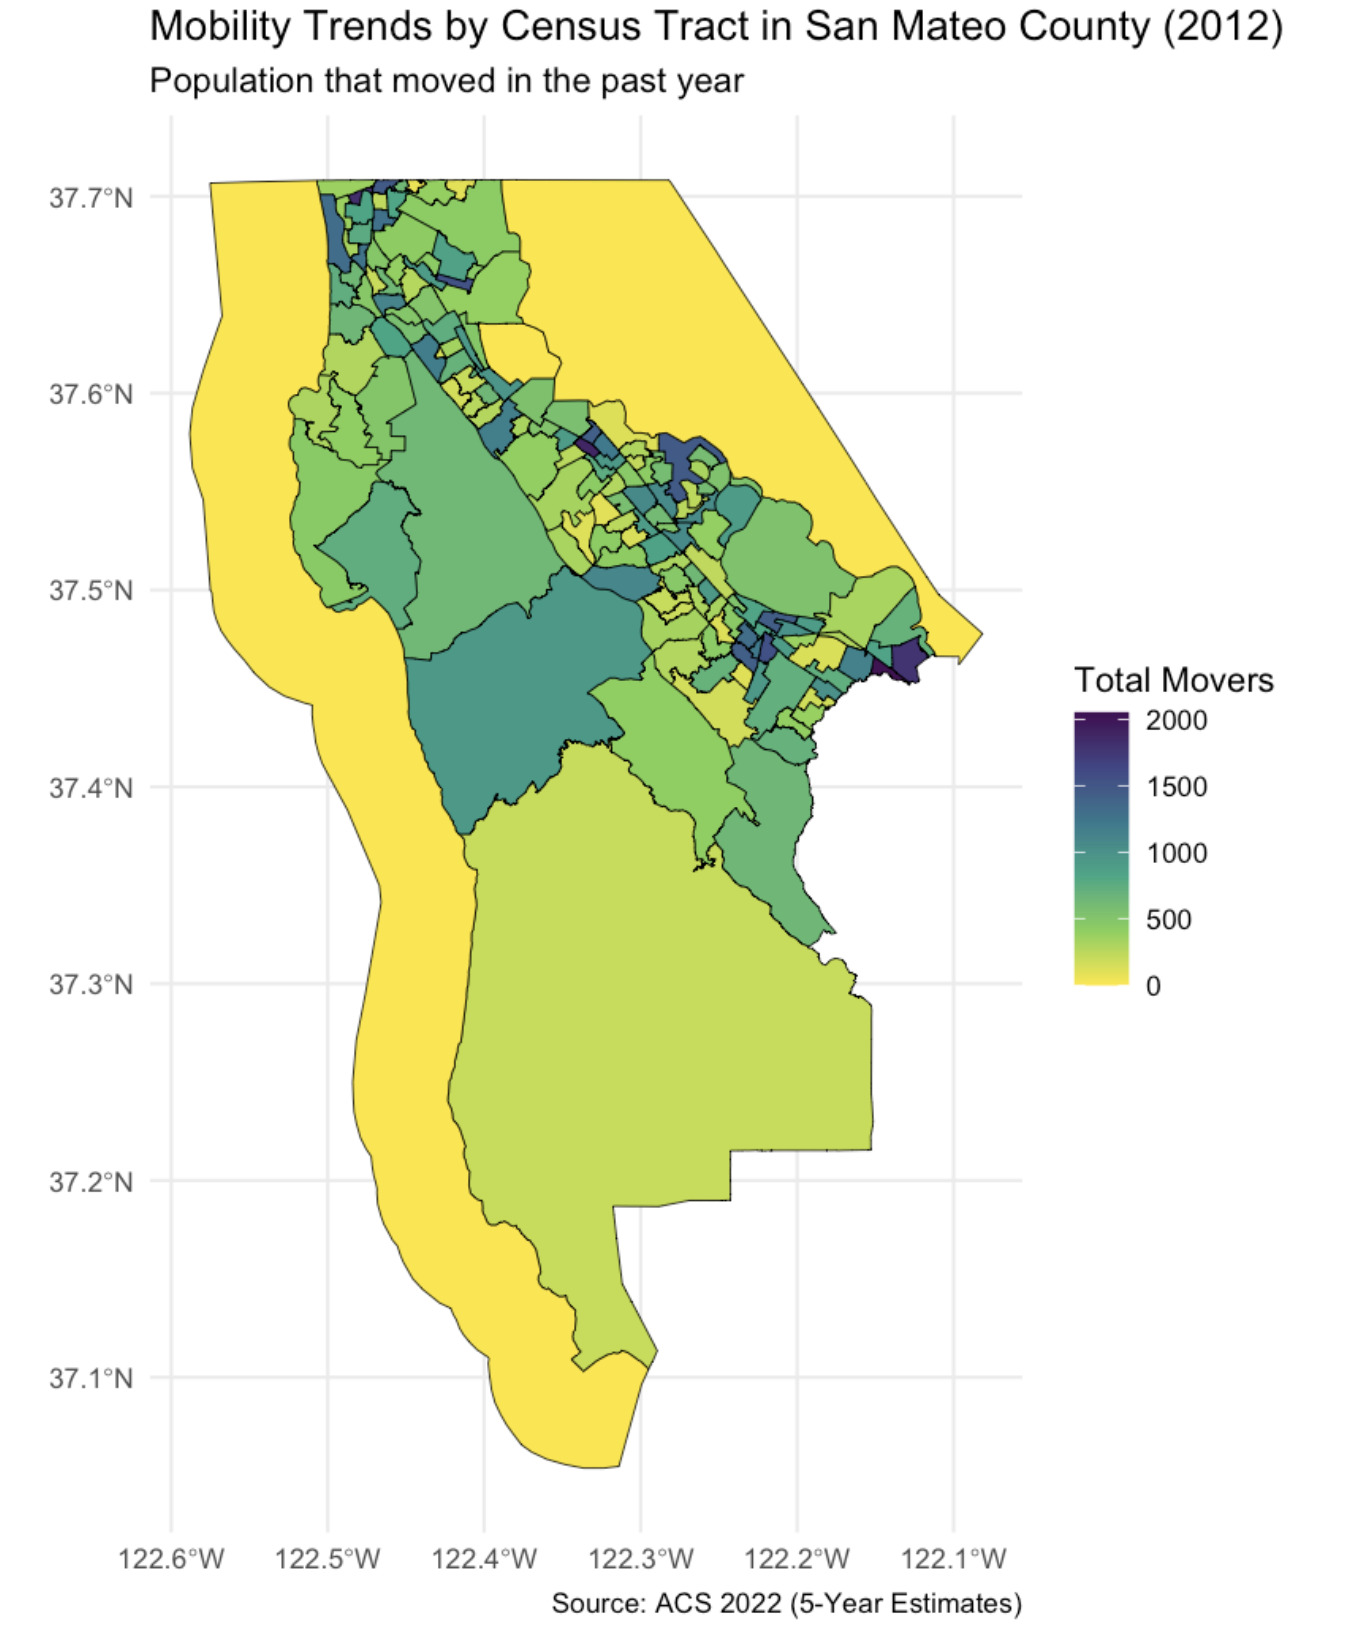 Mobility Trends by Census Tract in San Mateo County (2012)
Population that moved in the past year
37.7°N
37.6°N
37.5°N
37.4°N
37.3°N
37.2°N
37.1°N
122.6°W 122.5°W 122.4°W 122.3°W 122.2°W 122.1°W
Total Movers
2000
1500
1000
500
0
Source: ACS 2022 (5-Year Estimates)